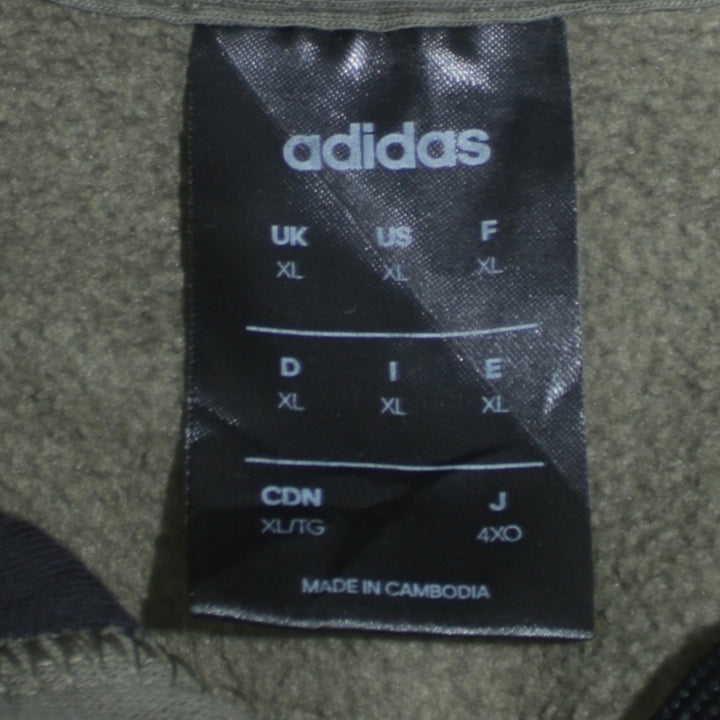 adidas
UK US F
XL XL XL
D I E
XL XL XL
CDN J
XL/TG 4XO
MADE IN CAMBODIA